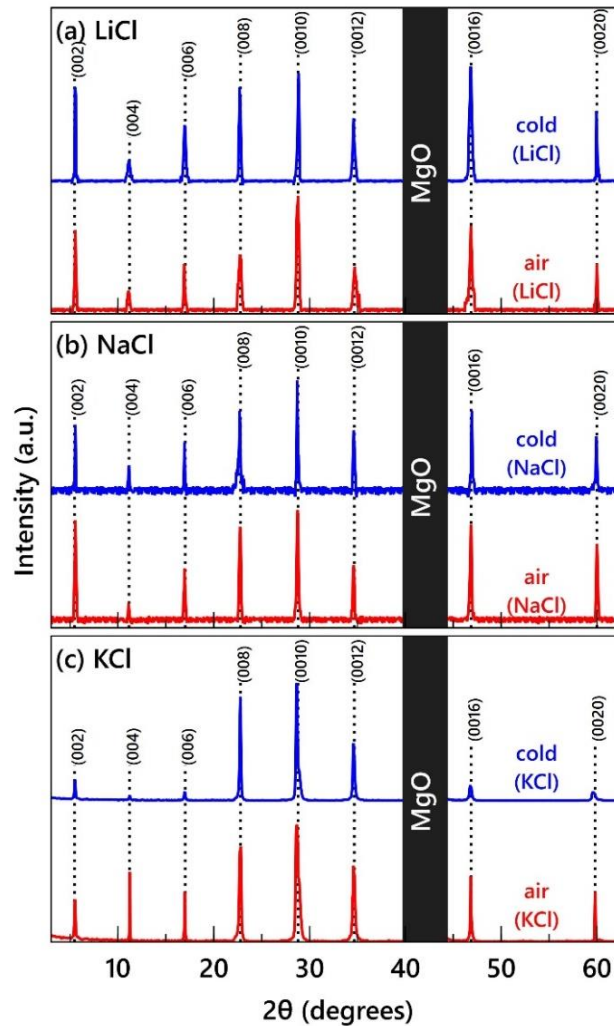 (a) LiCl
(002)
(004)
(006)
(008)
(0010)
(0012)
MgO
(0016)
(0020)
cold
(LiCl)
air
(LiCl)
(b) NaCl
(002)
(004)
(006)
(008)
(0010)
(0012)
MgO
(0016)
(0020)
cold
(NaCl)
air
(NaCl)
(c) KCl
(002)
(004)
(006)
(008)
(0010)
(0012)
MgO
(0016)
(0020)
cold
(KCl)
air
(KCl)
Intensity (a.u.)
10 20 30 40 50 60
2θ (degrees)